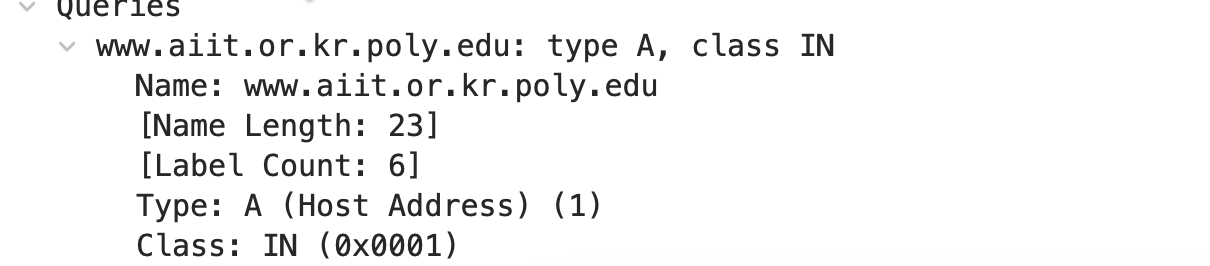 Queries
www.aiit.or.kr.poly.edu: type A, class IN
Name: www.aiit.or.kr.poly.edu
[Name Length: 23]
[Label Count: 6]
Type: A (Host Address) (1)
Class: IN (0x0001)